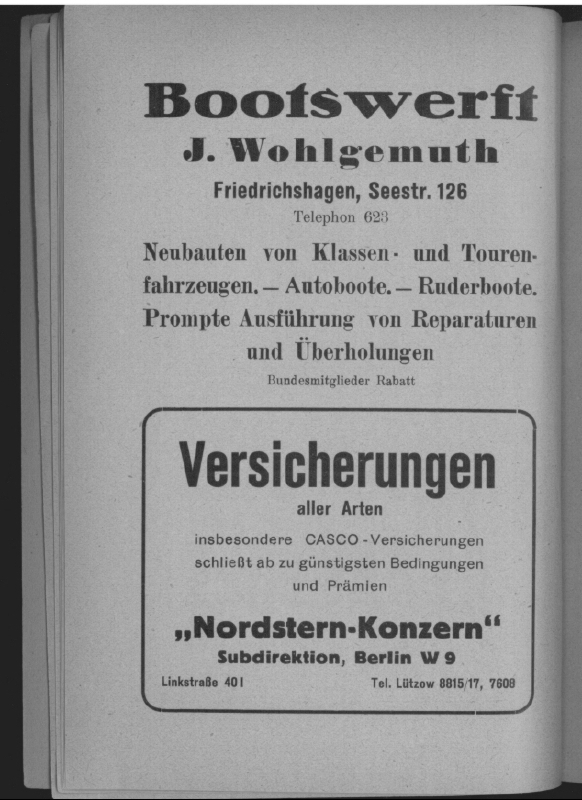 Bootswerft
J. Wohlgemuth
Friedrichshagen, Seestr. 126
Telephon 623
Neubauten von Klassen- und Touren-
fahrzeugen. — Autoboote. — Ruderboote.
Prompte Ausführung von Reparaturen
und Überholungen
Bundesmitglieder Rabatt
Versicherungen
aller Arten
insbesondere CASCO-Versicherungen
schließt ab zu günstigsten Bedingungen
und Prämien
„Nordstern-Konzern“
Subdirektion, Berlin W 9
Linkstraße 40 I
Tel. Lützow 8815/17, 7608